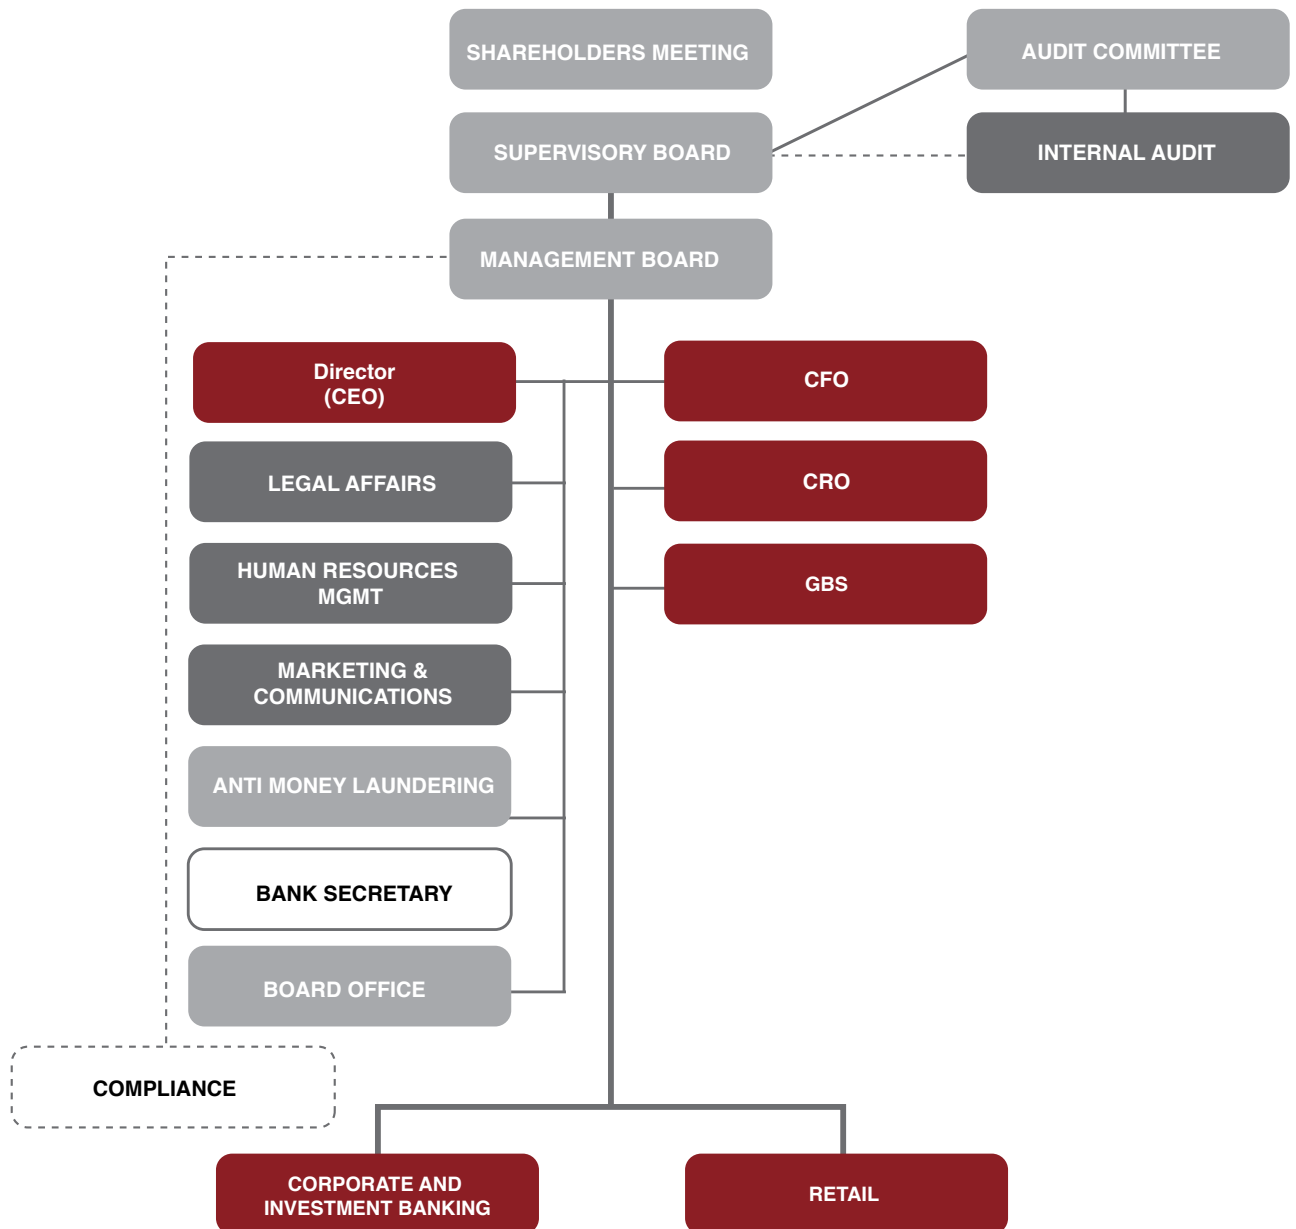 SHAREHOLDERS MEETING
AUDIT COMMITTEE
SUPERVISORY BOARD
INTERNAL AUDIT
MANAGEMENT BOARD
Director
(CEO)
CFO
LEGAL AFFAIRS
CRO
HUMAN RESOURCES
MGMT
GBS
MARKETING &
COMMUNICATIONS
ANTI MONEY LAUNDERING
BANK SECRETARY
BOARD OFFICE
COMPLIANCE
CORPORATE AND
INVESTMENT BANKING
RETAIL